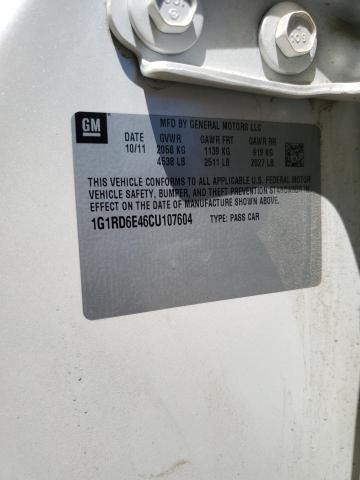 GM
MFD BY GENERAL MOTORS LLC
DATE GVWR GAWR FRT GAWR RR
10/11 2058 KG 1139 KG 919 KG
4538 LB 2511 LB 2027 LB
THIS VEHICLE CONFORMS TO ALL APPLICABLE U.S. FEDERAL MOTOR
VEHICLE SAFETY, BUMPER, AND THEFT PREVENTION STANDARDS IN
EFFECT ON THE DATE OF MANUFACTURE SHOWN ABOVE.
1G1RD6E46CU107604 TYPE: PASS CAR